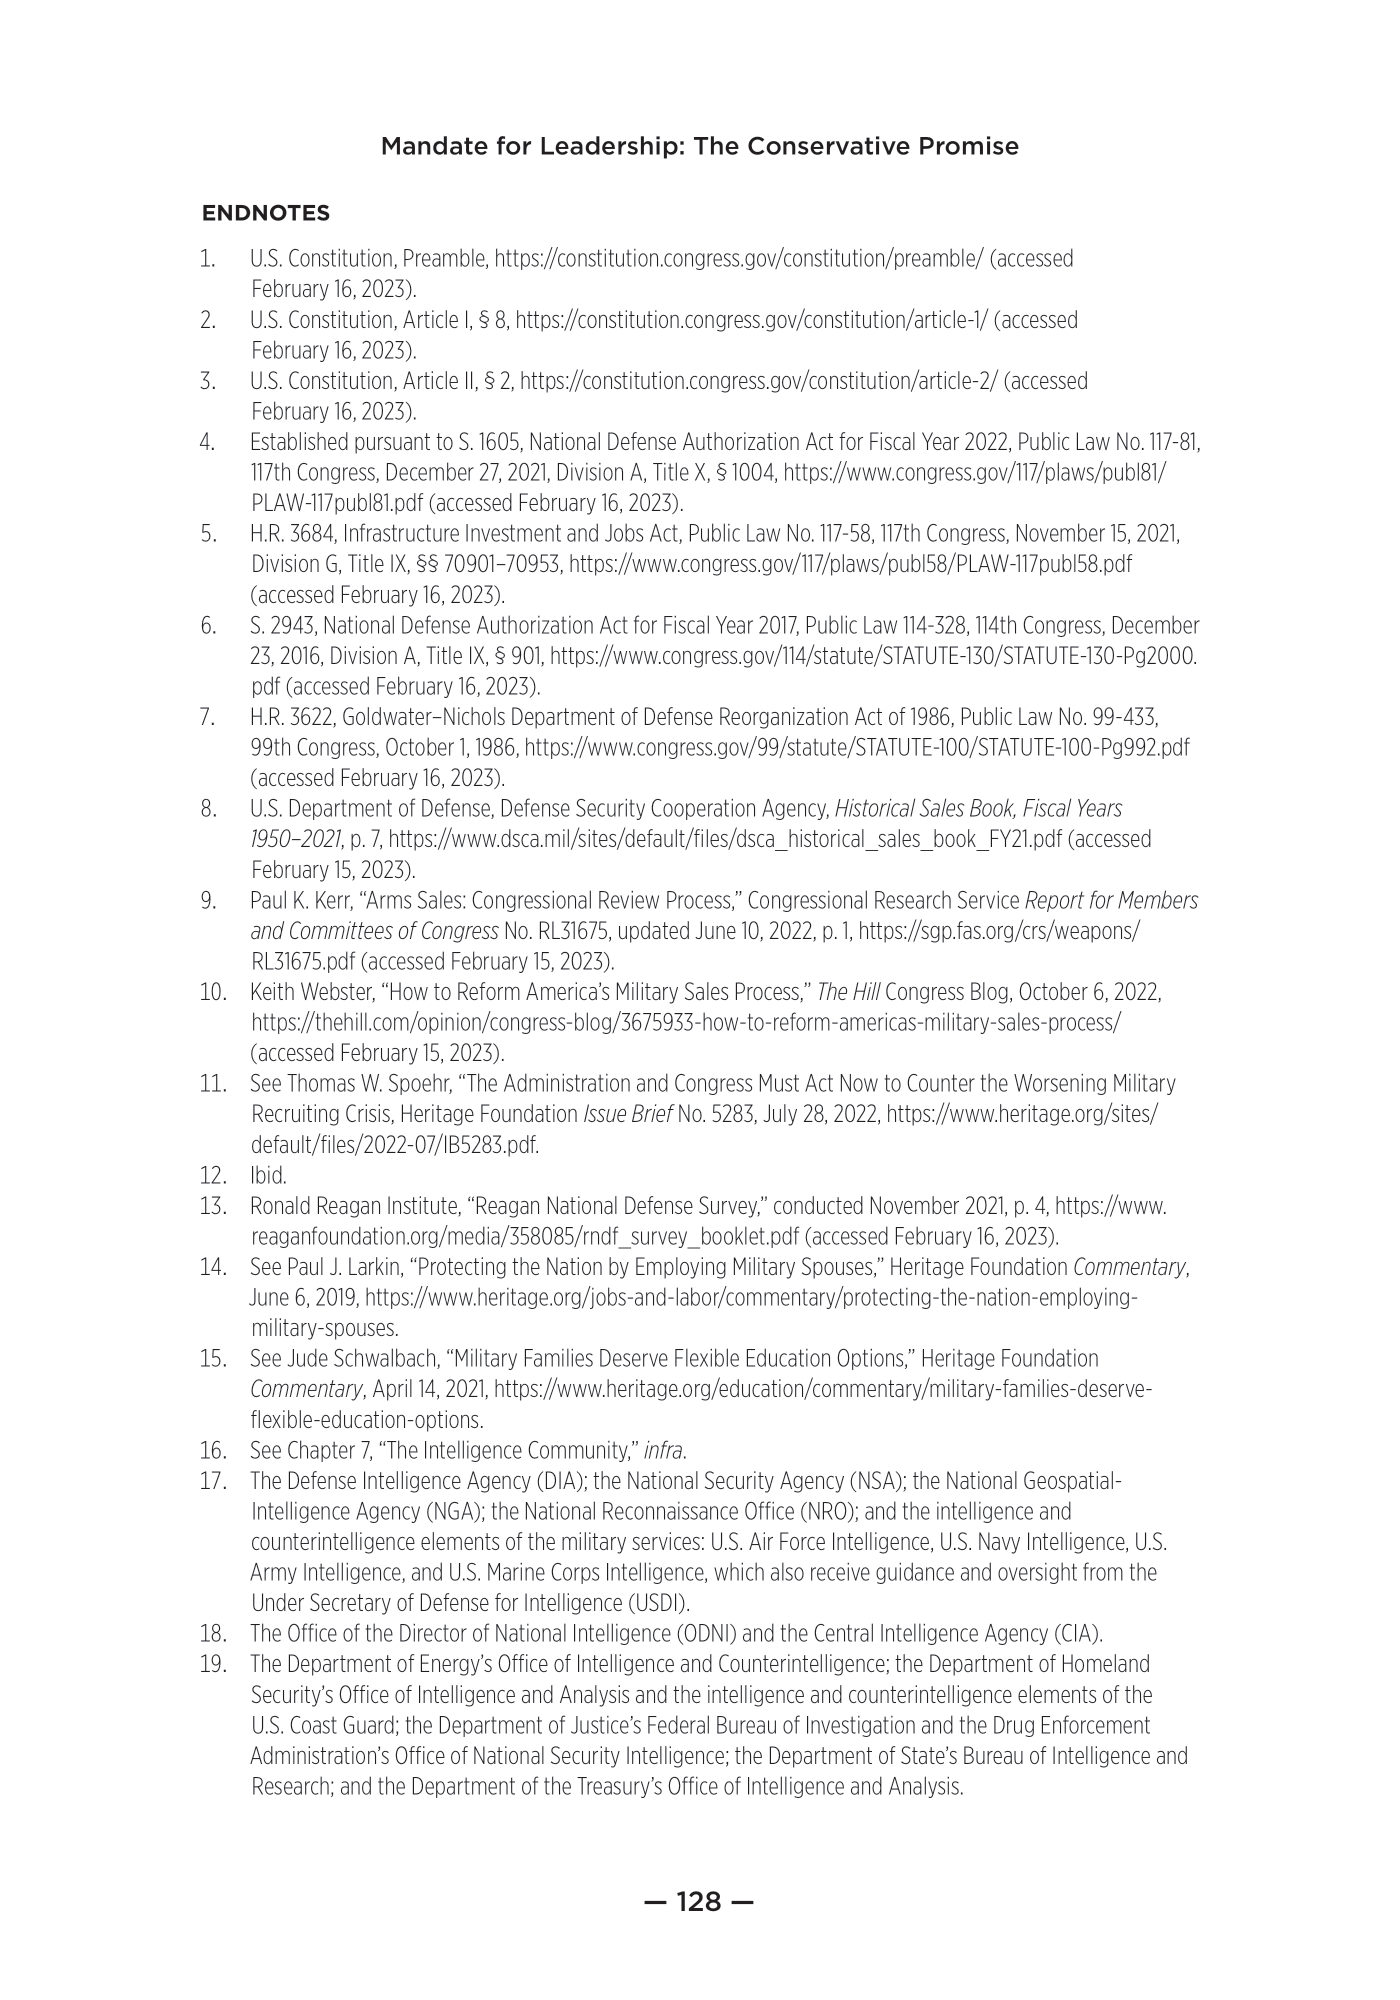 Mandate for Leadership: The Conservative Promise
ENDNOTES
1. U.S. Constitution, Preamble, https://constitution.congress.gov/constitution/preamble/ (accessed
February 16, 2023).
2. U.S. Constitution, Article I, § 8, https://constitution.congress.gov/constitution/article-1/ (accessed
February 16, 2023).
3. U.S. Constitution, Article II, § 2, https://constitution.congress.gov/constitution/article-2/ (accessed
February 16, 2023).
4. Established pursuant to S. 1605, National Defense Authorization Act for Fiscal Year 2022, Public Law No. 117-81,
117th Congress, December 27, 2021, Division A, Title X, § 1004, https://www.congress.gov/117/plaws/publ81/
PLAW-117publ81.pdf (accessed February 16, 2023).
5. H.R. 3684, Infrastructure Investment and Jobs Act, Public Law No. 117-58, 117th Congress, November 15, 2021,
Division G, Title IX, §§ 70901–70953, https://www.congress.gov/117/plaws/publ58/PLAW-117publ58.pdf
(accessed February 16, 2023).
6. S. 2943, National Defense Authorization Act for Fiscal Year 2017, Public Law 114-328, 114th Congress, December
23, 2016, Division A, Title IX, § 901, https://www.congress.gov/114/statute/STATUTE-130/STATUTE-130-Pg2000.
pdf (accessed February 16, 2023).
7. H.R. 3622, Goldwater–Nichols Department of Defense Reorganization Act of 1986, Public Law No. 99-433,
99th Congress, October 1, 1986, https://www.congress.gov/99/statute/STATUTE-100/STATUTE-100-Pg992.pdf
(accessed February 16, 2023).
8. U.S. Department of Defense, Defense Security Cooperation Agency, Historical Sales Book, Fiscal Years
1950–2021, p. 7, https://www.dsca.mil/sites/default/files/dsca_historical_sales_book_FY21.pdf (accessed
February 15, 2023).
9. Paul K. Kerr, “Arms Sales: Congressional Review Process,” Congressional Research Service Report for Members
and Committees of Congress No. RL31675, updated June 10, 2022, p. 1, https://sgp.fas.org/crs/weapons/
RL31675.pdf (accessed February 15, 2023).
10. Keith Webster, “How to Reform America’s Military Sales Process,” The Hill Congress Blog, October 6, 2022,
https://thehill.com/opinion/congress-blog/3675933-how-to-reform-americas-military-sales-process/
(accessed February 15, 2023).
11. See Thomas W. Spoehr, “The Administration and Congress Must Act Now to Counter the Worsening Military
Recruiting Crisis, Heritage Foundation Issue Brief No. 5283, July 28, 2022, https://www.heritage.org/sites/
default/files/2022-07/IB5283.pdf.
12. Ibid.
13. Ronald Reagan Institute, “Reagan National Defense Survey,” conducted November 2021, p. 4, https://www.
reaganfoundation.org/media/358085/rndf_survey_booklet.pdf (accessed February 16, 2023).
14. See Paul J. Larkin, “Protecting the Nation by Employing Military Spouses,” Heritage Foundation Commentary,
June 6, 2019, https://www.heritage.org/jobs-and-labor/commentary/protecting-the-nation-employing-
military-spouses.
15. See Jude Schwalbach, “Military Families Deserve Flexible Education Options,” Heritage Foundation
Commentary, April 14, 2021, https://www.heritage.org/education/commentary/military-families-deserve-
flexible-education-options.
16. See Chapter 7, “The Intelligence Community,” infra.
17. The Defense Intelligence Agency (DIA); the National Security Agency (NSA); the National Geospatial-
Intelligence Agency (NGA); the National Reconnaissance Office (NRO); and the intelligence and
counterintelligence elements of the military services: U.S. Air Force Intelligence, U.S. Navy Intelligence, U.S.
Army Intelligence, and U.S. Marine Corps Intelligence, which also receive guidance and oversight from the
Under Secretary of Defense for Intelligence (USDI).
18. The Office of the Director of National Intelligence (ODNI) and the Central Intelligence Agency (CIA).
19. The Department of Energy’s Office of Intelligence and Counterintelligence; the Department of Homeland
Security’s Office of Intelligence and Analysis and the intelligence and counterintelligence elements of the
U.S. Coast Guard; the Department of Justice’s Federal Bureau of Investigation and the Drug Enforcement
Administration’s Office of National Security Intelligence; the Department of State’s Bureau of Intelligence and
Research; and the Department of the Treasury’s Office of Intelligence and Analysis.
— 128 —